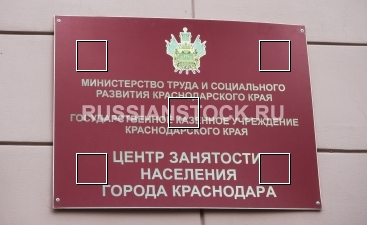 МИНИСТЕРСТВО ТРУДА И СОЦИАЛЬНОГО
РАЗВИТИЯ КРАСНОДАРСКОГО КРАЯ
RUSSIANSTOCK.RU
ГОСУДАРСТВЕННОЕ КАЗЕННОЕ УЧРЕЖДЕНИЕ
КРАСНОДАРСКОГО КРАЯ
ЦЕНТР ЗАНЯТОСТИ
НАСЕЛЕНИЯ
ГОРОДА КРАСНОДАРА